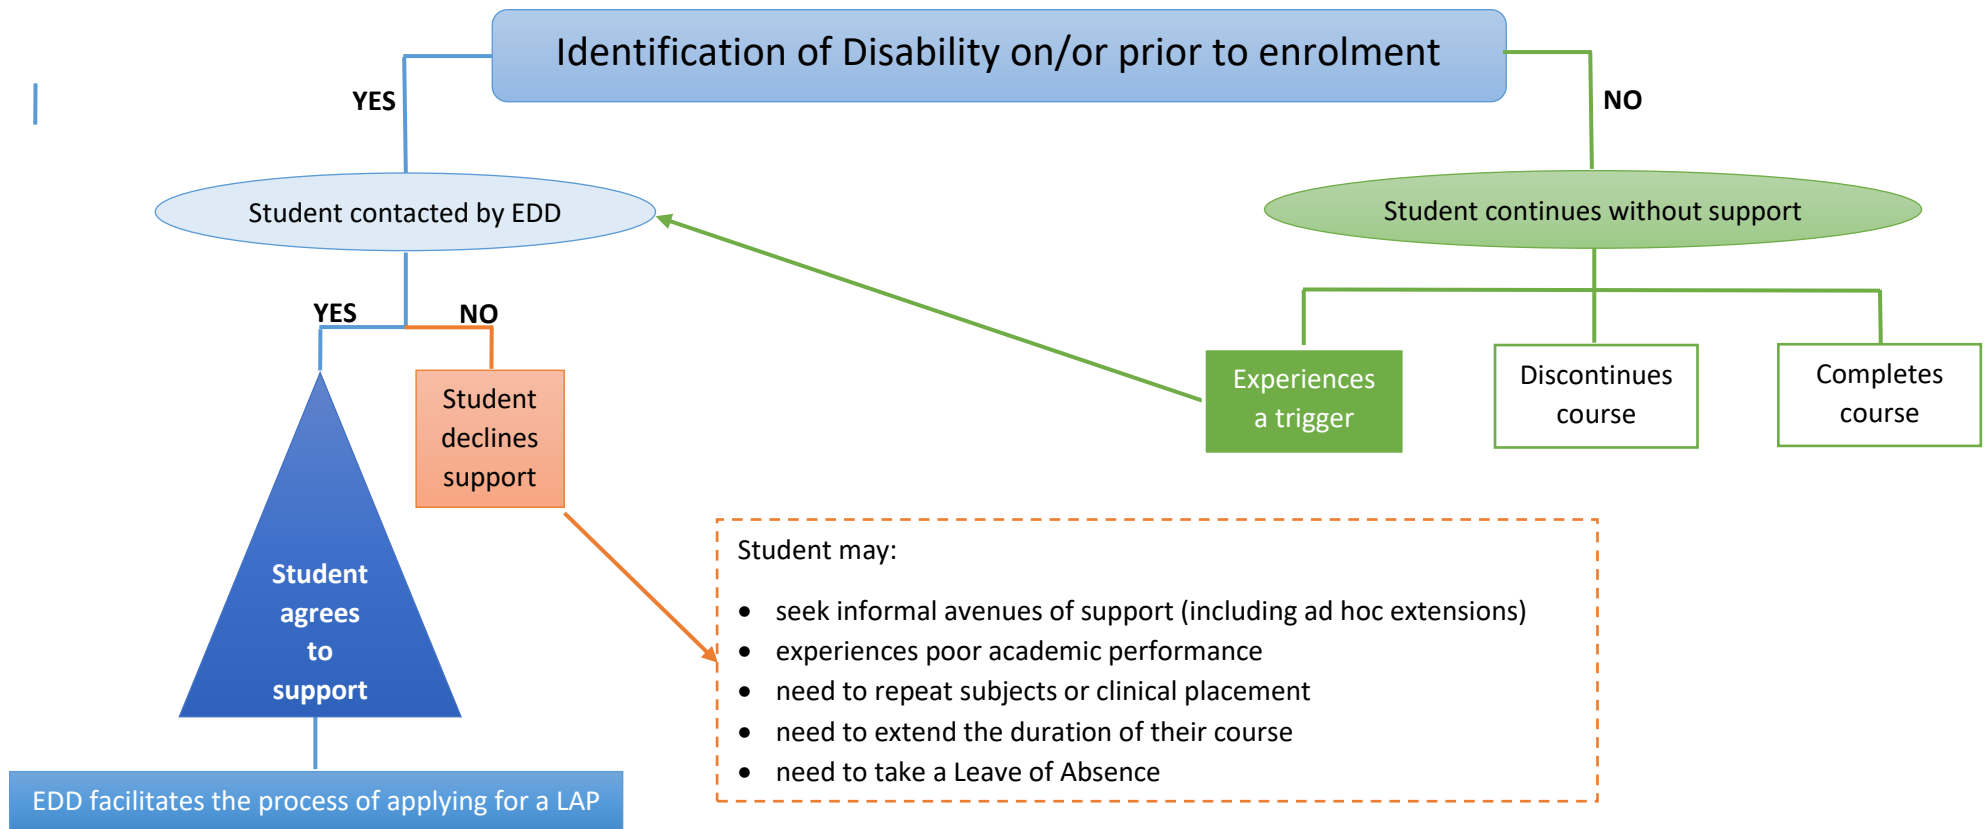 Identification of Disability on/or prior to enrolment
YES
NO
Student contacted by EDD
Student continues without support
YES
NO
Student
declines
support
Experiences
a trigger
Discontinues
course
Completes
course
Student
agrees
to
support
Student may:
• seek informal avenues of support (including ad hoc extensions)
• experiences poor academic performance
• need to repeat subjects or clinical placement
• need to extend the duration of their course
• need to take a Leave of Absence
EDD facilitates the process of applying for a LAP